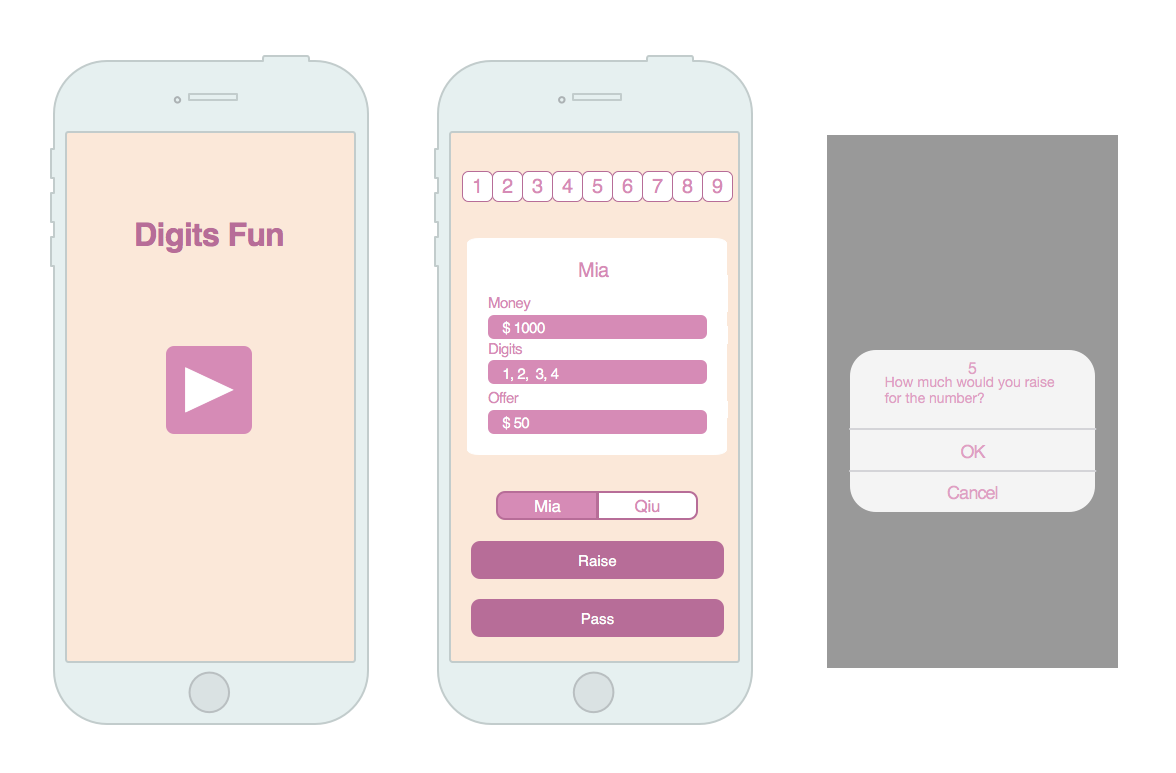 Digits Fun
1 2 3 4 5 6 7 8 9
Mia
Money
$ 1000
Digits
1, 2, 3, 4
Offer
$ 50
Mia Qiu
Raise
Pass
5
How much would you raise
for the number?
OK
Cancel